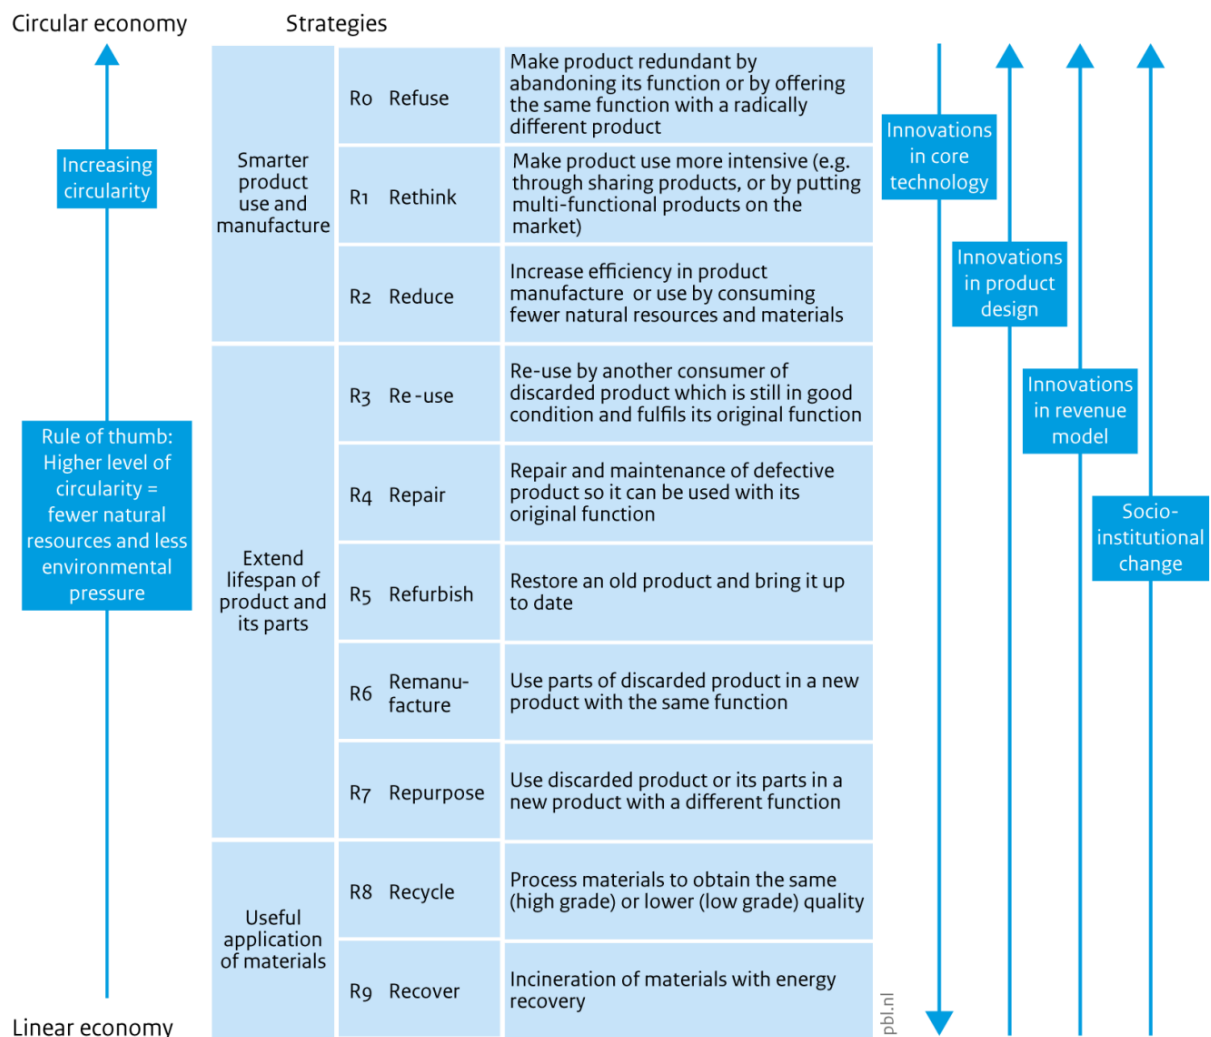 Circular economy
Strategies
Increasing
circularity
Rule of thumb:
Higher level of
circularity =
fewer natural
resources and less
environmental
pressure
Linear economy
Smarter
product
use and
manufacture
R0 Refuse
Make product redundant by
abandoning its function or by offering
the same function with a radically
different product
R1 Rethink
Make product use more intensive (e.g.
through sharing products, or by putting
multi-functional products on the
market)
R2 Reduce
Increase efficiency in product
manufacture or use by consuming
fewer natural resources and materials
Extend
lifespan of
product and
its parts
R3 Re-use
Re-use by another consumer of
discarded product which is still in good
condition and fulfils its original function
R4 Repair
Repair and maintenance of defective
product so it can be used with its
original function
R5 Refurbish
Restore an old product and bring it up
to date
R6 Remanu-
facture
Use parts of discarded product in a new
product with the same function
R7 Repurpose
Use discarded product or its parts in a
new product with a different function
Useful
application
of materials
R8 Recycle
Process materials to obtain the same
(high grade) or lower (low grade) quality
R9 Recover
Incineration of materials with energy
recovery
pbl.nl
Innovations
in core
technology
Innovations
in product
design
Innovations
in revenue
model
Socio-
institutional
change